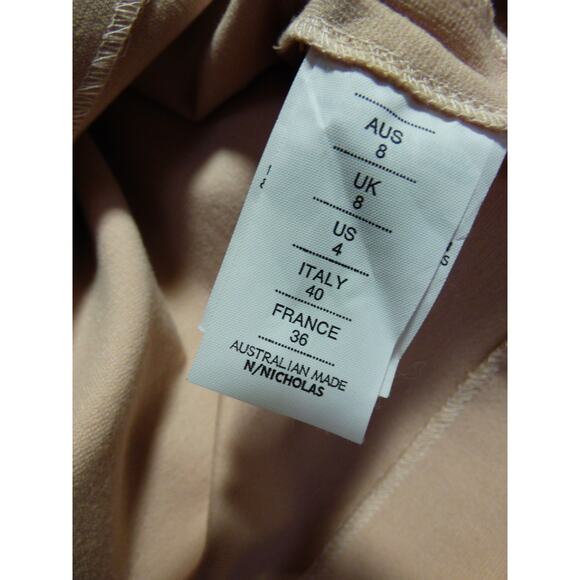 AUS
8
UK
8
US
4
ITALY
40
FRANCE
36
AUSTRALIAN MADE
N/NICHOLAS